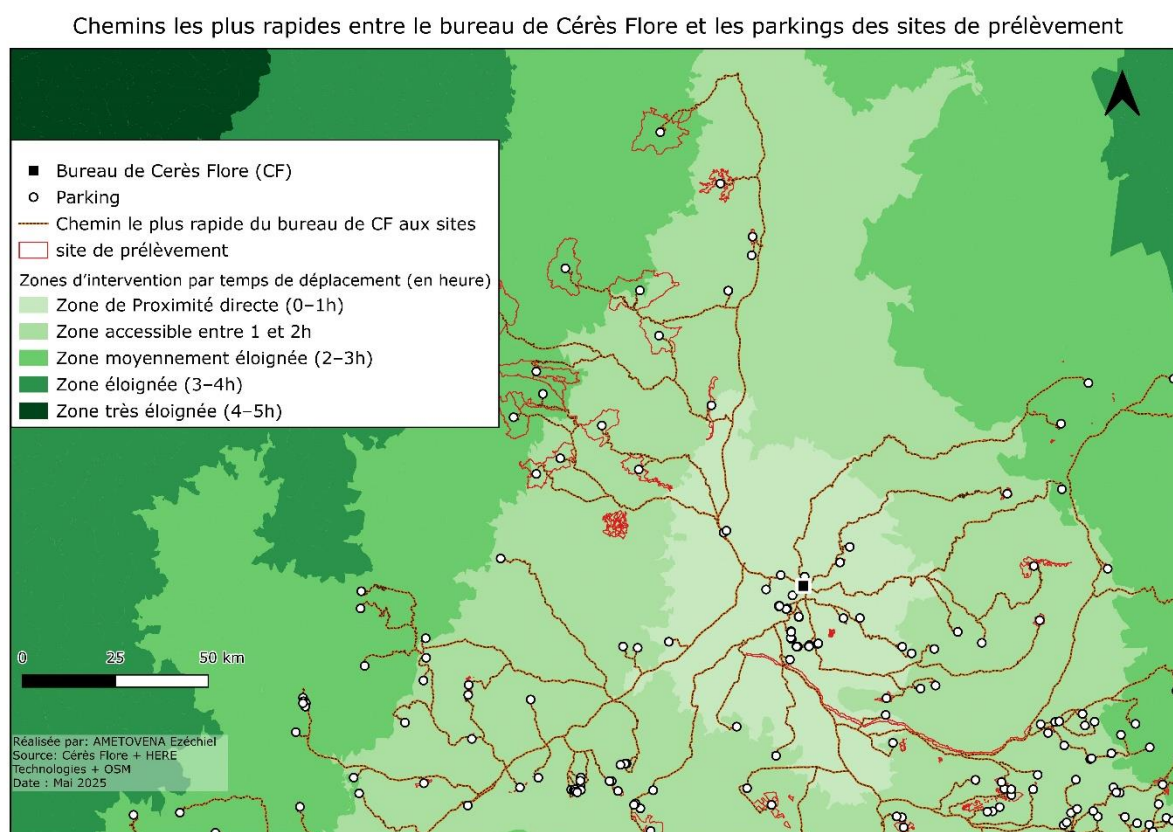 Chemins les plus rapides entre le bureau de Cérès Flore et les parkings des sites de prélèvement
Bureau de Cerès Flore (CF)
Parking
Chemin le plus rapide du bureau de CF aux sites
site de prélèvement
Zones d'intervention par temps de déplacement (en heure)
Zone de Proximité directe (0–1h)
Zone accessible entre 1 et 2h
Zone moyennement éloignée (2–3h)
Zone éloignée (3–4h)
Zone très éloignée (4–5h)
0 25 50 km
Réalisée par: AMETOVENA Ezéchiel
Source: Cérès Flore + HERE
Technologies + OSM
Date : Mai 2025